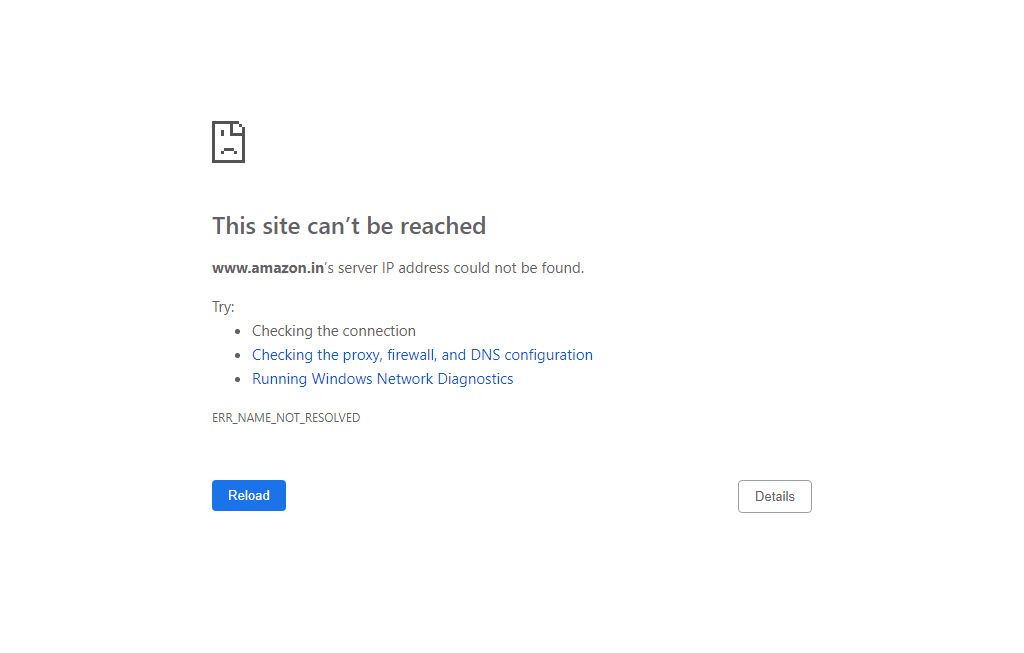 This site can’t be reached
www.amazon.in’s server IP address could not be found.
Try:
Checking the connection
Checking the proxy, firewall, and DNS configuration
Running Windows Network Diagnostics
ERR_NAME_NOT_RESOLVED
Reload
Details